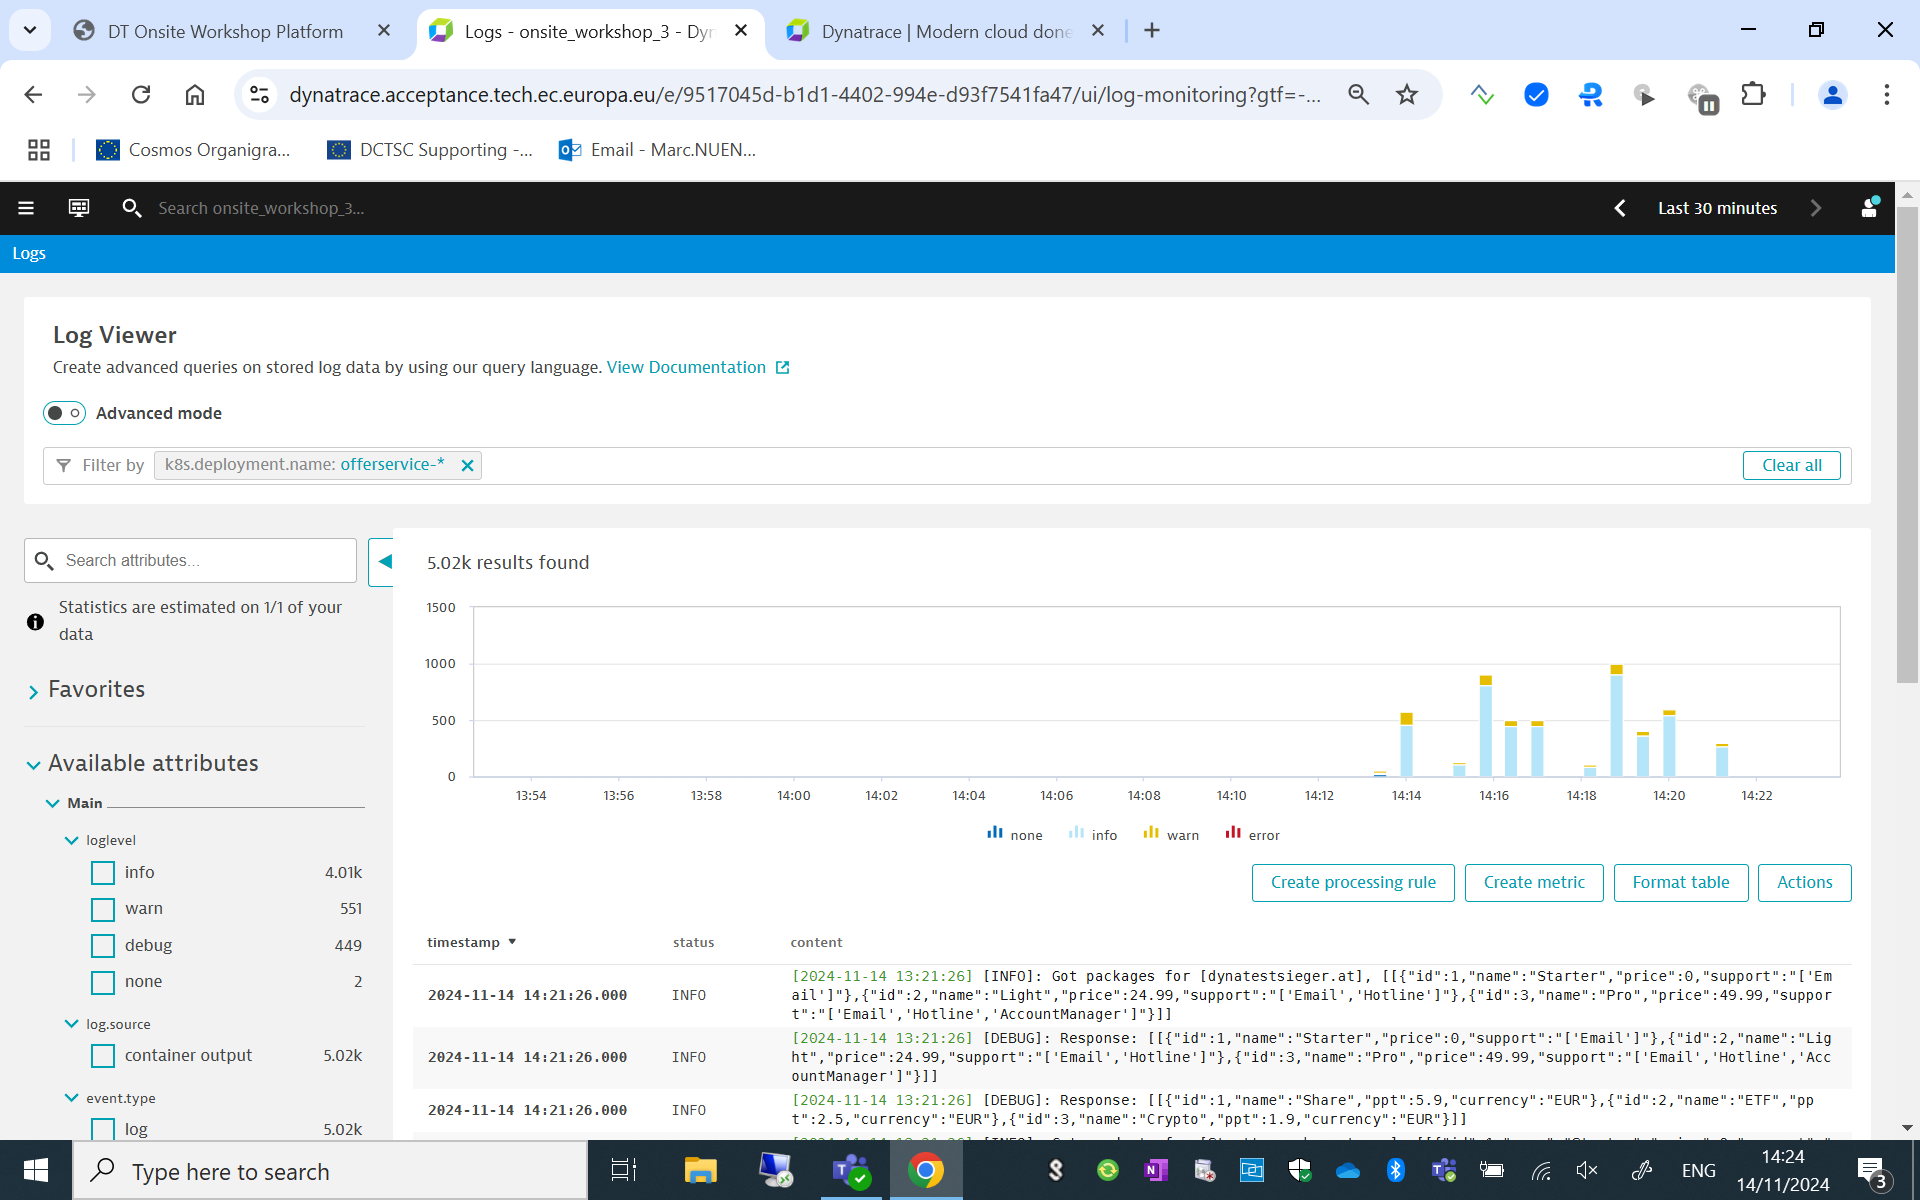 DT Onsite Workshop Platform
Logs - onsite_workshop_3 - Dyn
Dynatrace | Modern cloud done
dynatrace.acceptance.tech.ec.europa.eu/e/9517045d-b1d1-4402-994e-d93f7541fa47/ui/log-monitoring?gtf=-...
Cosmos Organigra...
DCTSC Supporting -...
Email - Marc.NUEN...
Search onsite_workshop_3...
Last 30 minutes
Logs
Log Viewer
Create advanced queries on stored log data by using our query language. View Documentation
Advanced mode
Filter by
k8s.deployment.name: offerservice-*
Clear all
Search attributes...
Statistics are estimated on 1/1 of your
data
Favorites
Available attributes
Main
loglevel
info 4.01k
warn 551
debug 449
none 2
log.source
container output 5.02k
event.type
log 5.02k
5.02k results found
1500
1000
500
0
13:54 13:56 13:58 14:00 14:02 14:04 14:06 14:08 14:10 14:12 14:14 14:16 14:18 14:20 14:22
none info warn error
Create processing rule
Create metric
Format table
Actions
timestamp status content
2024-11-14 14:21:26.000 INFO
[2024-11-14 13:21:26] [INFO]: Got packages for [dynatestsieger.at], [[{"id":1,"name":"Starter","price":0,"support":"['Em
ail']"},{"id":2,"name":"Light","price":24.99,"support":"['Email','Hotline']"},{"id":3,"name":"Pro","price":49.99,"suppor
t":"['Email','Hotline','AccountManager']"}]]
2024-11-14 14:21:26.000 INFO
[2024-11-14 13:21:26] [DEBUG]: Response: [[{"id":1,"name":"Starter","price":0,"support":"['Email']"},{"id":2,"name":"Lig
ht","price":24.99,"support":"['Email','Hotline']"},{"id":3,"name":"Pro","price":49.99,"support":"['Email','Hotline','Acc
ountManager']"}]]
2024-11-14 14:21:26.000 INFO
[2024-11-14 13:21:26] [DEBUG]: Response: [[{"id":1,"name":"Share","ppt":5.9,"currency":"EUR"},{"id":2,"name":"ETF","pp
t":2.5,"currency":"EUR"},{"id":3,"name":"Crypto","ppt":1.9,"currency":"EUR"}]]
Type here to search
ENG
14:24
14/11/2024
3